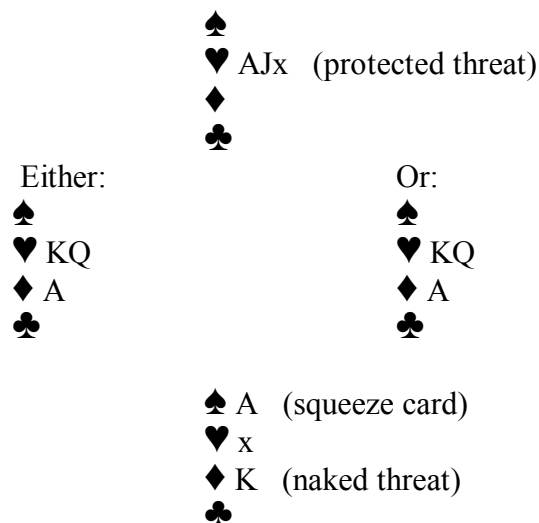 ♠
♥ AJx (protected threat)
♦
♣
Either: Or:
♠ ♠
♥ KQ ♥ KQ
♦ A ♦ A
♣ ♣
♠ A (squeeze card)
♥ x
♦ K (naked threat)
♣